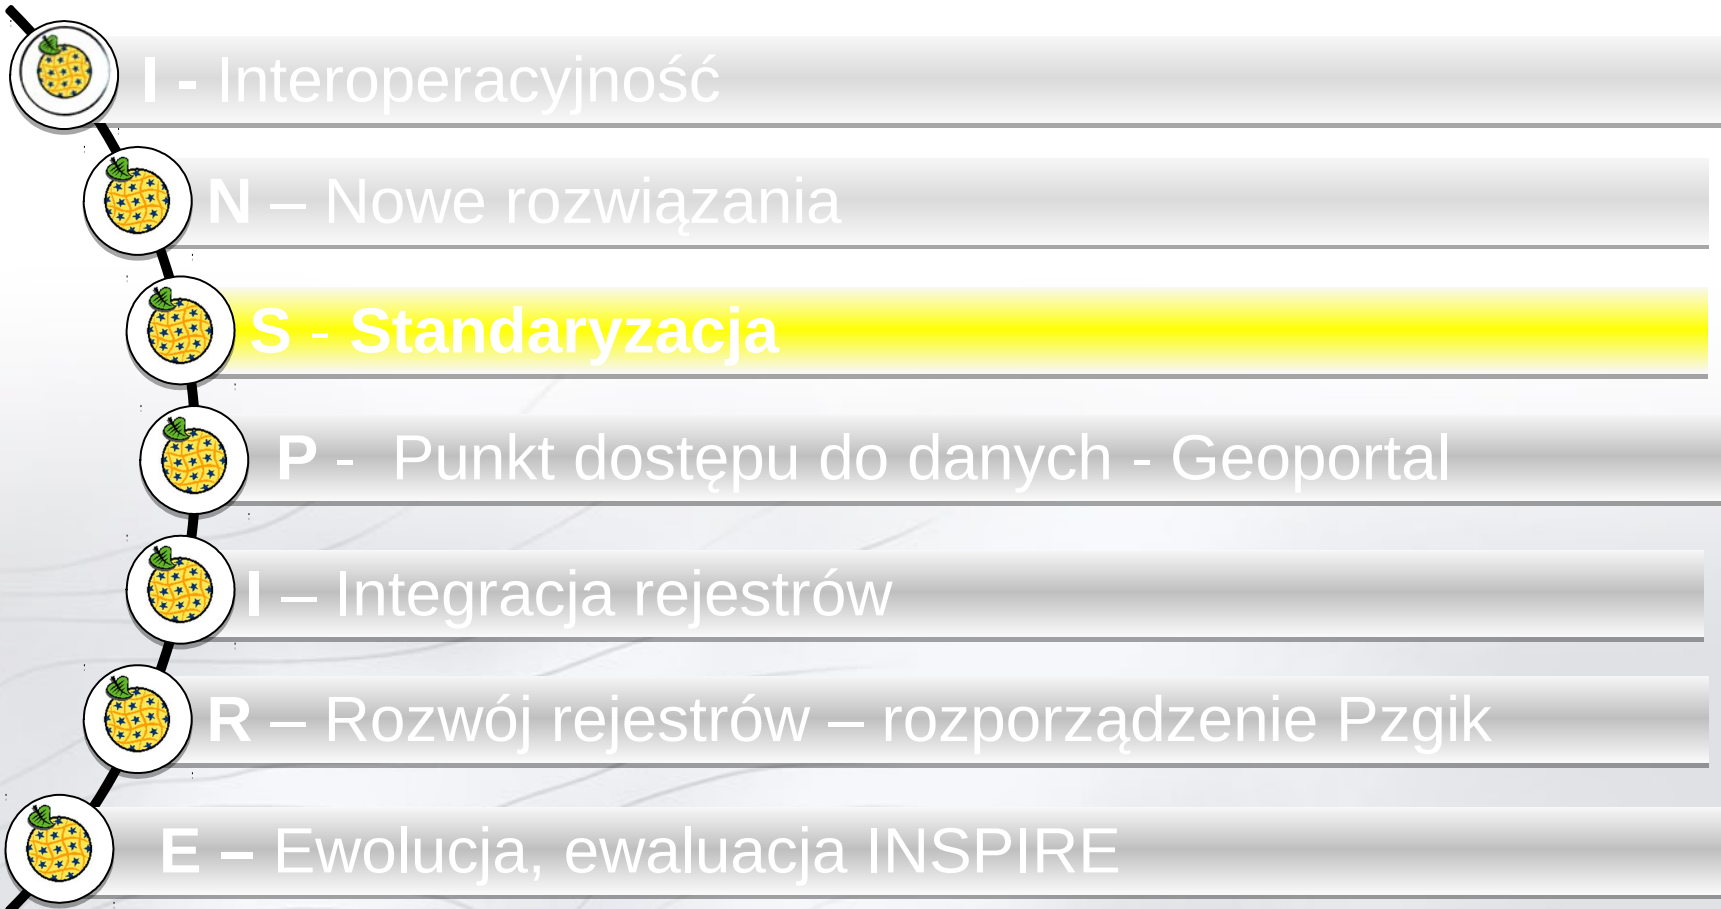 I - Interoperacyjność
N – Nowe rozwiązania
S - Standaryzacja
P - Punkt dostępu do danych - Geoportal
I – Integracja rejestrów
R – Rozwój rejestrów – rozporządzenie Pzgik
E – Ewolucja, ewaluacja INSPIRE